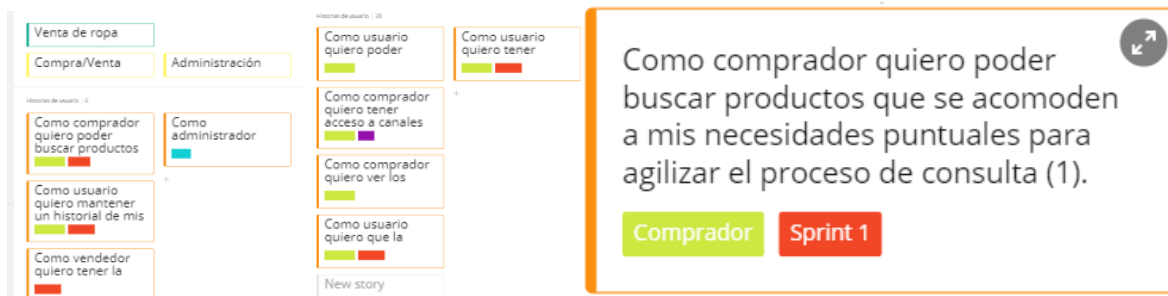 Venta de ropa
Compra/Venta
Administración
Historias de usuario | 6
Como comprador
quiero poder
buscar productos
Como
administrador
Como usuario
quiero mantener
un historial de mis
Como vendedor
quiero tener la
Historias de usuario | 28
Como usuario
quiero poder
Como usuario
quiero tener
Como comprador
quiero tener
acceso a canales
Como comprador
quiero ver los
Como usuario
quiero que la
New story
Como comprador quiero poder
buscar productos que se acomoden
a mis necesidades puntuales para
agilizar el proceso de consulta (1).
Comprador
Sprint 1